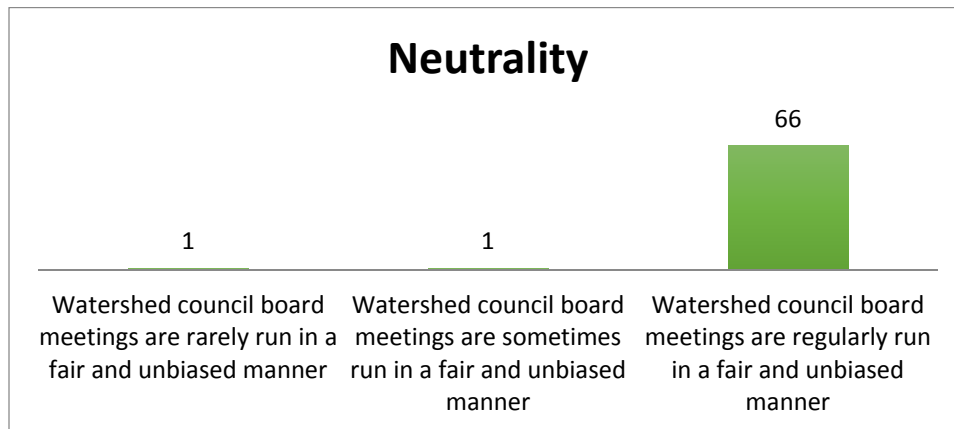 Neutrality
66
1
1
Watershed council board
meetings are rarely run in a
fair and unbiased manner
Watershed council board
meetings are sometimes
run in a fair and unbiased
manner
Watershed council board
meetings are regularly run
in a fair and unbiased
manner